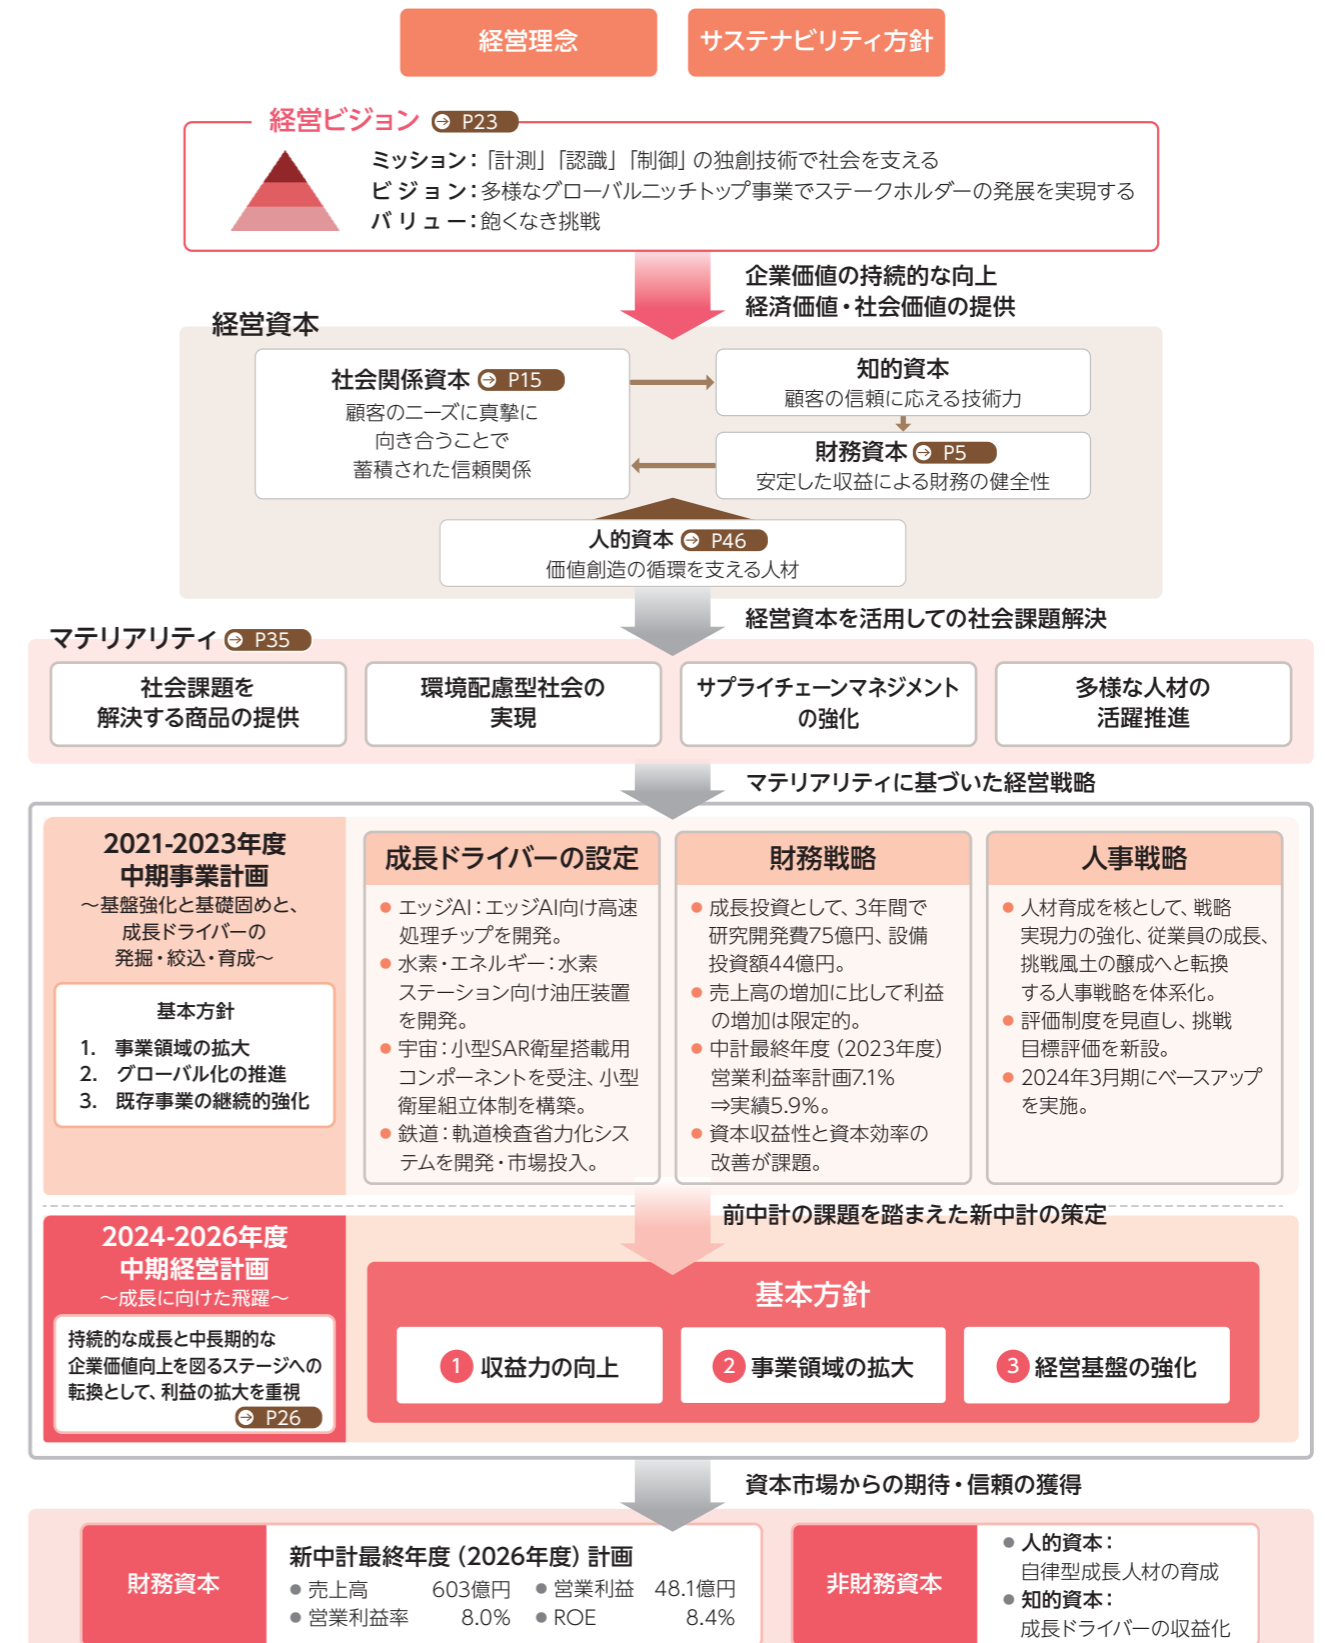 経営理念
サステナビリティ方針
経営ビジョン P23
ミッション：「計測」「認識」「制御」の独創技術で社会を支える
ビジョン：多様なグローバルニッチトップ事業でステークホルダーの発展を実現する
バリュー：飽くなき挑戦
企業価値の持続的な向上
経済価値・社会価値の提供
経営資本
社会関係資本 P15
顧客のニーズに真摯に
向き合うことで
蓄積された信頼関係
知的資本
顧客の信頼に応える技術力
財務資本 P5
安定した収益による財務の健全性
人的資本 P46
価値創造の循環を支える人材
経営資本を活用しての社会課題解決
マテリアリティ P35
社会課題を
解決する商品の提供
環境配慮型社会の
実現
サプライチェーンマネジメント
の強化
多様な人材の
活躍推進
マテリアリティに基づいた経営戦略
2021-2023年度
中期事業計画
～基盤強化と基礎固めと、
成長ドライバーの
発掘・絞込・育成～
基本方針
1. 事業領域の拡大
2. グローバル化の推進
3. 既存事業の継続的強化
成長ドライバーの設定
● エッジAI：エッジAI向け高速
処理チップを開発。
● 水素・エネルギー：水素
ステーション向け油圧装置
を開発。
● 宇宙：小型SAR衛星搭載用
コンポーネントを受注、小型
衛星組立体制を構築。
● 鉄道：軌道検査省力化シス
テムを開発・市場投入。
財務戦略
● 成長投資として、3年間で
研究開発費75億円、設備
投資額44億円。
● 売上高の増加に比して利益
の増加は限定的。
● 中計最終年度（2023年度）
営業利益率計画7.1%
⇒実績5.9%。
● 資本収益性と資本効率の
改善が課題。
人事戦略
● 人材育成を核として、戦略
実現力の強化、従業員の成長、
挑戦風土の醸成へと転換
する人事戦略を体系化。
● 評価制度を見直し、挑戦
目標評価を新設。
● 2024年3月期にベースアップ
を実施。
前中計の課題を踏まえた新中計の策定
2024-2026年度
中期経営計画
～成長に向けた飛躍～
持続的な成長と中長期的な
企業価値向上を図るステージへの
転換として、利益の拡大を重視
P26
基本方針
1 収益力の向上
2 事業領域の拡大
3 経営基盤の強化
資本市場からの期待・信頼の獲得
財務資本
新中計最終年度（2026年度）計画
● 売上高 603億円 ● 営業利益 48.1億円
● 営業利益率 8.0% ● ROE 8.4%
非財務資本
● 人的資本：
自律型成長人材の育成
● 知的資本：
成長ドライバーの収益化